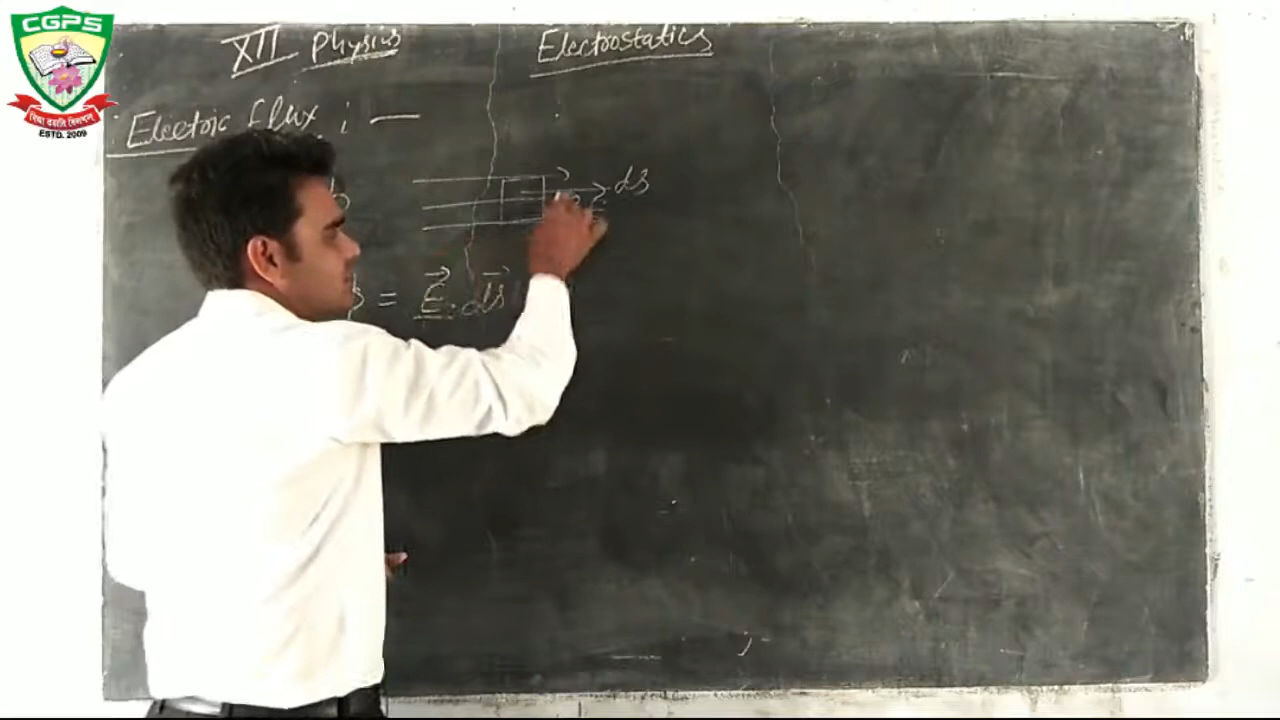 CGPS
ESTD. 2009
XII Physics
Electrostatics
Electric flux : —
ds
E
= E . ds